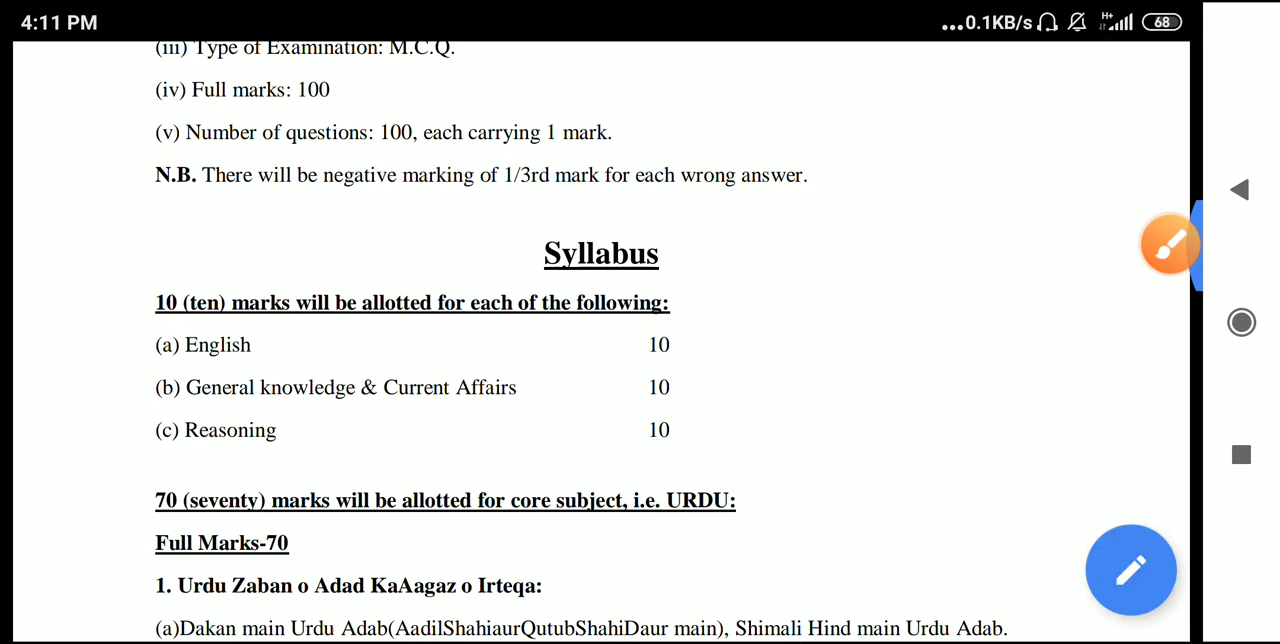 4:11 PM
...0.1KB/s H+ 68
(iii) Type of Examination: M.C.Q.
(iv) Full marks: 100
(v) Number of questions: 100, each carrying 1 mark.
N.B. There will be negative marking of 1/3rd mark for each wrong answer.
Syllabus
10 (ten) marks will be allotted for each of the following:
(a) English 10
(b) General knowledge & Current Affairs 10
(c) Reasoning 10
70 (seventy) marks will be allotted for core subject, i.e. URDU:
Full Marks-70
1. Urdu Zaban o Adad KaAagaz o Irteqa:
(a)Dakan main Urdu Adab(AadilShahiaurQutubShahiDaur main), Shimali Hind main Urdu Adab.